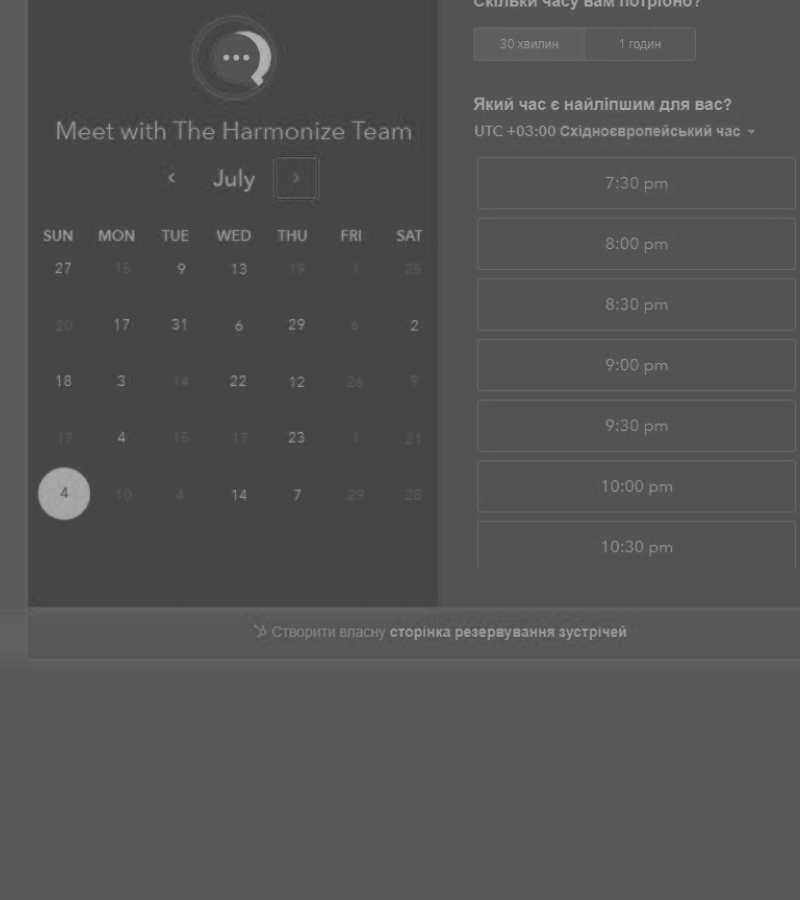 Скільки часу вам потрібно?
30 хвилин
1 годин
Meet with The Harmonize Team
July
SUN MON TUE WED THU FRI SAT
27 15 9 13 19 1 25
20 17 31 6 29 6 2
18 3 14 22 12 26 9
17 4 15 17 23 1 21
4 10 4 14 7 29 28
Який час є найліпшим для вас?
UTC +03:00 Східноєвропейський час
7:30 pm
8:00 pm
8:30 pm
9:00 pm
9:30 pm
10:00 pm
10:30 pm
Створити власну сторінка резервування зустрічей